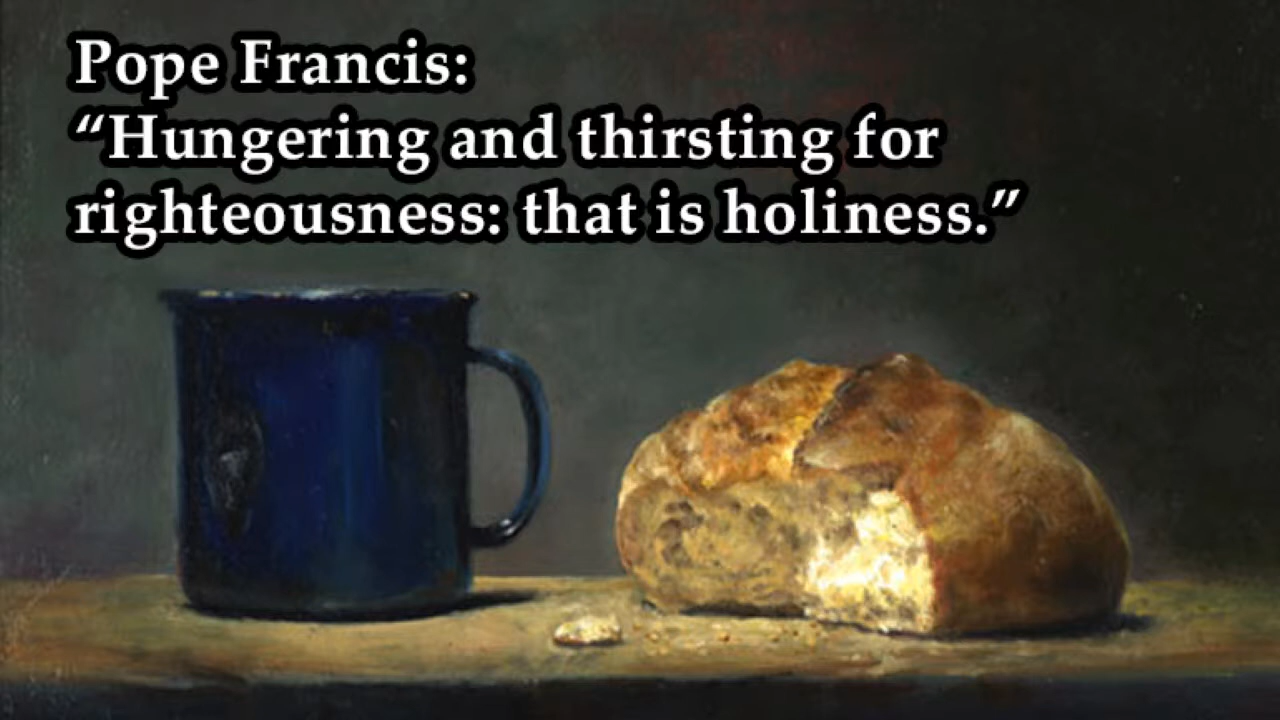 Pope Francis:
“Hungering and thirsting for
righteousness: that is holiness.”